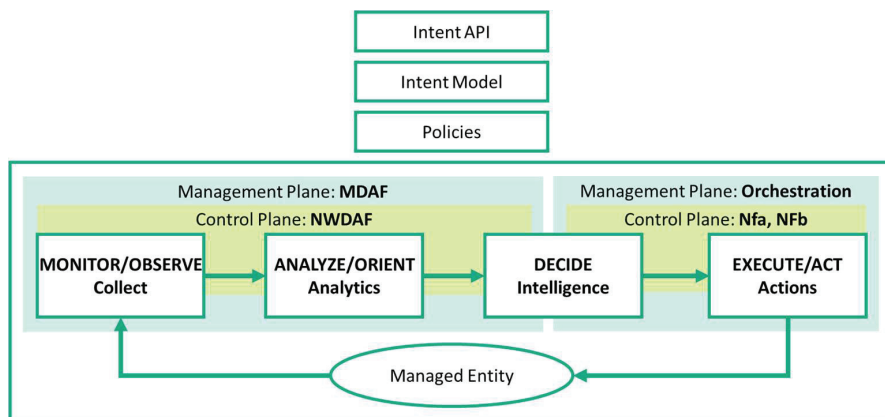 Intent API
Intent Model
Policies
Management Plane: MDAF
Management Plane: Orchestration
Control Plane: NWDAF
Control Plane: Nfa, NFb
MONITOR/OBSERVE
Collect
ANALYZE/ORIENT
Analytics
DECIDE
Intelligence
EXECUTE/ACT
Actions
Managed Entity